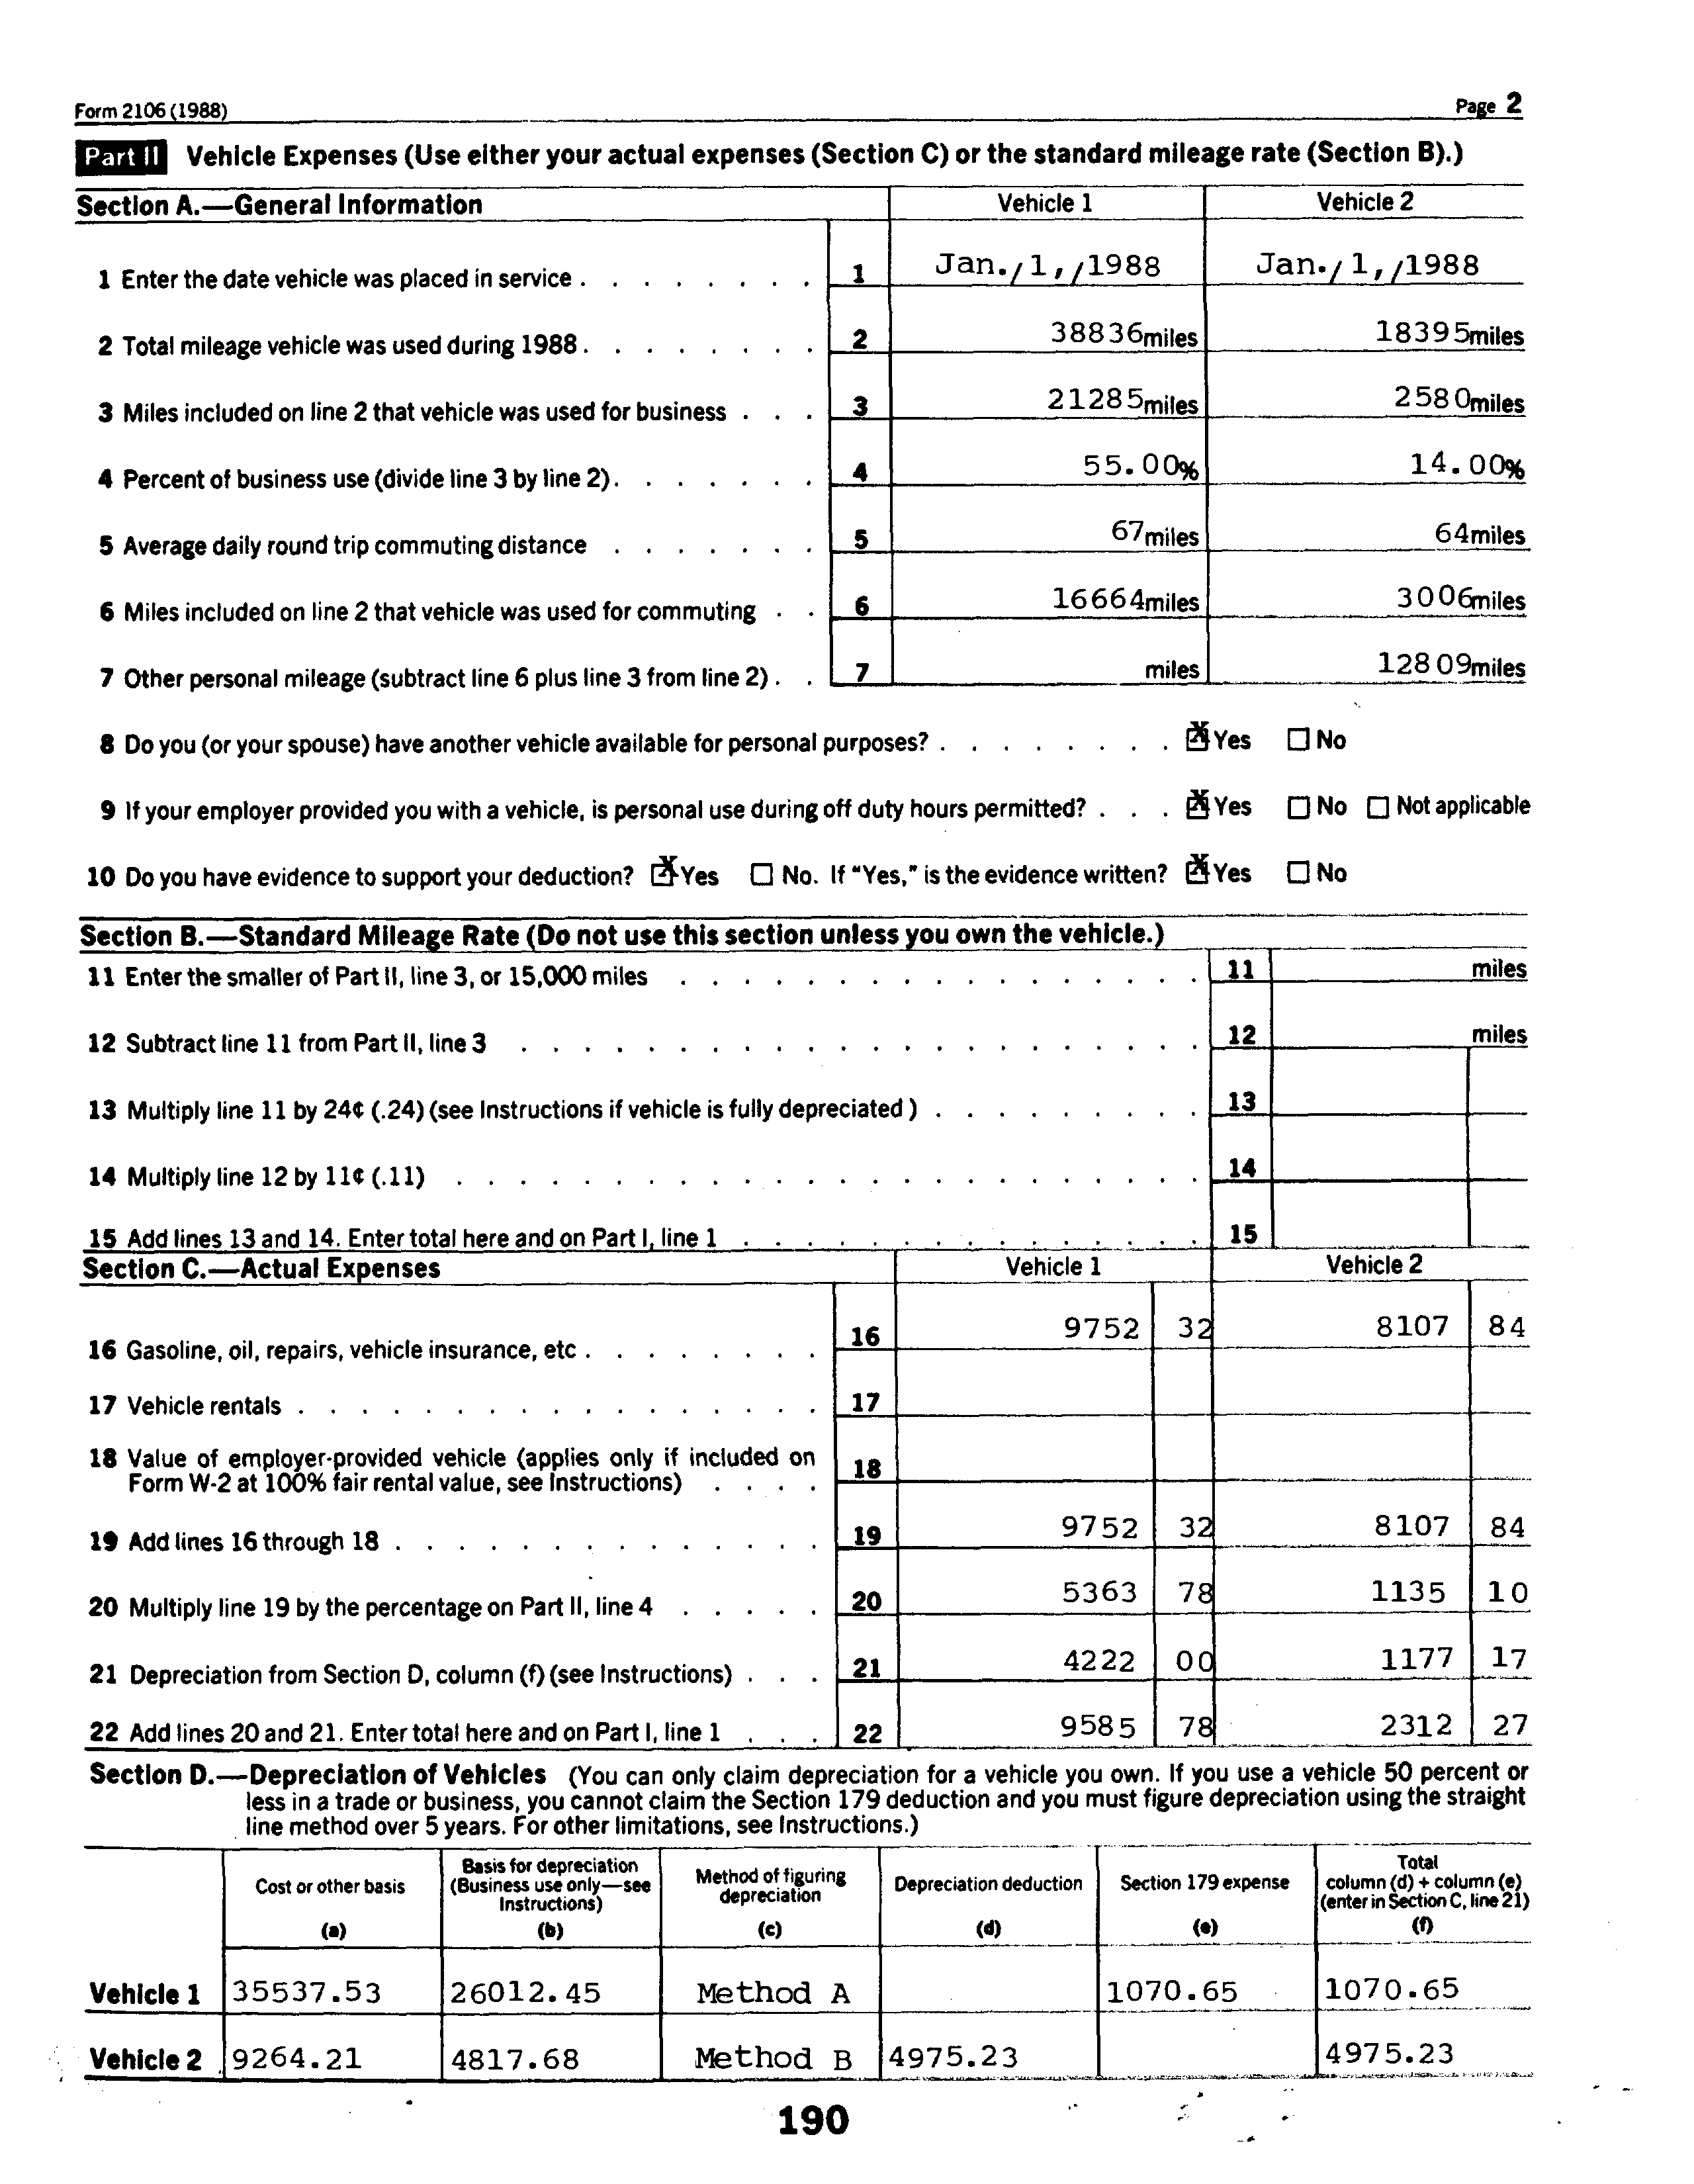 Form 2106 (1988) Page 2
Part II Vehicle Expenses (Use either your actual expenses (Section C) or the standard mileage rate (Section B).)
Section A.—General Information Vehicle 1 Vehicle 2
1 Enter the date vehicle was placed in service . . . . . . . . 1 Jan./1,/1988 Jan./1,/1988
2 Total mileage vehicle was used during 1988 . . . . . . . . 2 38836 miles 18395 miles
3 Miles included on line 2 that vehicle was used for business . . . 3 21285 miles 2580 miles
4 Percent of business use (divide line 3 by line 2) . . . . . . . 4 55.00% 14.00%
5 Average daily round trip commuting distance . . . . . . . 5 67 miles 64 miles
6 Miles included on line 2 that vehicle was used for commuting . . 6 16664 miles 3006 miles
7 Other personal mileage (subtract line 6 plus line 3 from line 2) . . 7 miles 12809 miles
8 Do you (or your spouse) have another vehicle available for personal purposes? . . . . . . . . ☒ Yes ☐ No
9 If your employer provided you with a vehicle, is personal use during off duty hours permitted? . . . ☒ Yes ☐ No ☐ Not applicable
10 Do you have evidence to support your deduction? ☒ Yes ☐ No. If "Yes," is the evidence written? ☒ Yes ☐ No
Section B.—Standard Mileage Rate (Do not use this section unless you own the vehicle.)
11 Enter the smaller of Part II, line 3, or 15,000 miles . . . . . . . . . . . . . . . . . 11 miles
12 Subtract line 11 from Part II, line 3 . . . . . . . . . . . . . . . . . . . . . . 12 miles
13 Multiply line 11 by 24¢ (.24) (see Instructions if vehicle is fully depreciated) . . . . . . . . . 13
14 Multiply line 12 by 11¢ (.11) . . . . . . . . . . . . . . . . . . . . . . . . 14
15 Add lines 13 and 14. Enter total here and on Part I, line 1 . . . . . . . . . . . . . . . 15
Section C.—Actual Expenses Vehicle 1 Vehicle 2
16 Gasoline, oil, repairs, vehicle insurance, etc . . . . . . . . 16 9752 32 8107 84
17 Vehicle rentals . . . . . . . . . . . . . . . . . 17
18 Value of employer-provided vehicle (applies only if included on
Form W-2 at 100% fair rental value, see Instructions) . . . . 18
19 Add lines 16 through 18 . . . . . . . . . . . . . . 19 9752 32 8107 84
20 Multiply line 19 by the percentage on Part II, line 4 . . . . . 20 5363 78 1135 10
21 Depreciation from Section D, column (f) (see Instructions) . . . 21 4222 00 1177 17
22 Add lines 20 and 21. Enter total here and on Part I, line 1 . . . 22 9585 78 2312 27
Section D.—Depreciation of Vehicles (You can only claim depreciation for a vehicle you own. If you use a vehicle 50 percent or
less in a trade or business, you cannot claim the Section 179 deduction and you must figure depreciation using the straight
line method over 5 years. For other limitations, see Instructions.)
Cost or other basis (a) Basis for depreciation (Business use only—see Instructions) (b) Method of figuring depreciation (c) Depreciation deduction (d) Section 179 expense (e) Total column (d) + column (e) (enter in Section C, line 21) (f)
Vehicle 1 35537.53 26012.45 Method A 1070.65 1070.65
Vehicle 2 9264.21 4817.68 Method B 4975.23 4975.23
190